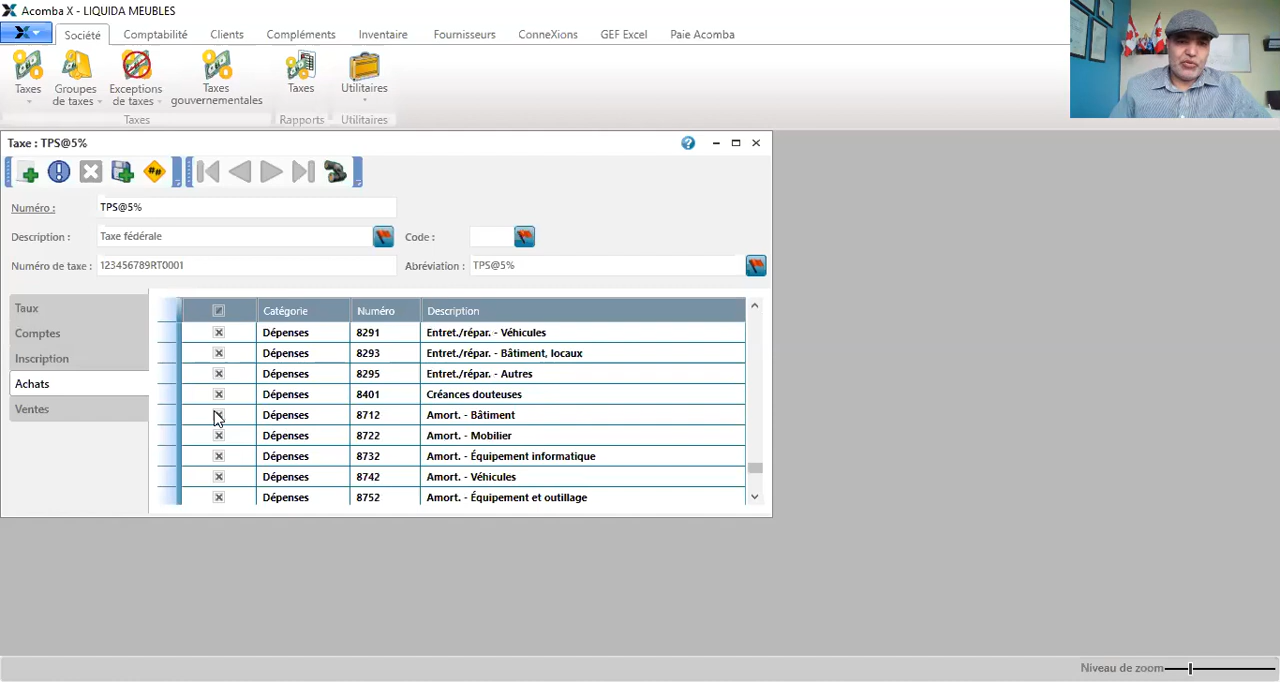 Acomba X - LIQUIDA MEUBLES
Société Comptabilité Clients Compléments Inventaire Fournisseurs ConneXions GEF Excel Paie Acomba
Taxes
Groupes de taxes
Exceptions de taxes
Taxes gouvernementales
Taxes
Utilitaires
Taxes Rapports Utilitaires
Taxe : TPS@5%
Numéro : TPS@5%
Description : Taxe fédérale Code :
Numéro de taxe : 123456789RT0001 Abréviation : TPS@5%
Taux
Comptes
Inscription
Achats
Ventes
Catégorie Numéro Description
Dépenses 8291 Entret./répar. - Véhicules
Dépenses 8293 Entret./répar. - Bâtiment, locaux
Dépenses 8295 Entret./répar. - Autres
Dépenses 8401 Créances douteuses
Dépenses 8712 Amort. - Bâtiment
Dépenses 8722 Amort. - Mobilier
Dépenses 8732 Amort. - Équipement informatique
Dépenses 8742 Amort. - Véhicules
Dépenses 8752 Amort. - Équipement et outillage
Niveau de zoom